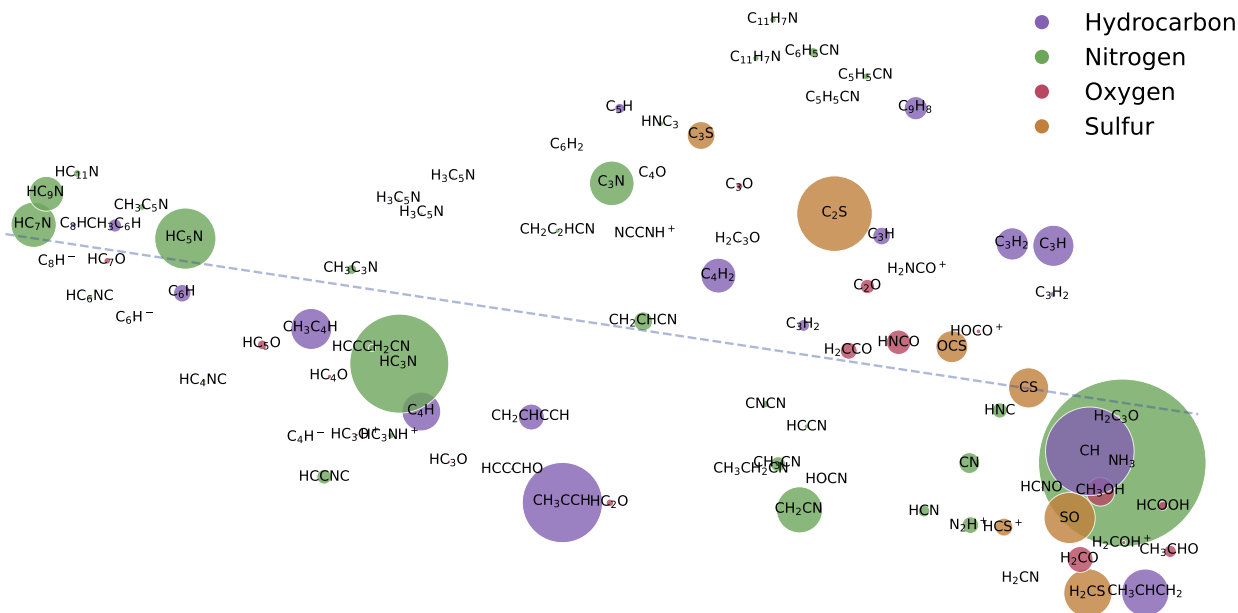 C₁₁H₇N
Hydrocarbon
C₁₁H₇N
C₆H₅CN
Nitrogen
C₅H₅CN
Oxygen
C₅H₅CN
C₉H₈
C₅H
HNC₃
C₃S
Sulfur
C₆H₂
HC₁₁N
HC₉N
H₃C₅N
C₃N
C₄O
C₃O
H₃C₅N
H₃C₅N
CH₃C₅N
C₂S
HC₇N
C₈H
CH₃C₆H
HC₅N
CH₂C₂HCN
NCCNH⁺
H₂C₃O
C₃H
C₃H₂
C₃H
C₈H⁻
HC₇O
CH₃C₃N
C₄H₂
H₂NCO⁺
C₂O
HC₆NC
C₆H
C₃H₂
C₆H⁻
CH₃C₄H
CH₂CHCN
C₃H₂
HOCO⁺
HC₅O
HCCCH₂CN
HC₃N
H₂CCO
HNCO
OCS
HC₄NC
HC₄O
CS
C₄H
CH₂CHCCH
CNCN
HNC
H₂C₃O
HCCN
C₄H⁻
HC₃O⁺
HC₃NH⁺
CH
HC₃O
HCCCHO
CH₃CN
CH₃CH₂CN
CN
NH₃
HCCNC
HOCN
HCNO
CH₃OH
CH₃CCH
HC₂O
CH₂CN
HCN
SO
HCOOH
N₂H⁺
HCS⁺
H₂COH⁺
CH₃CHO
H₂CO
H₂CN
H₂CS
CH₃CHCH₂